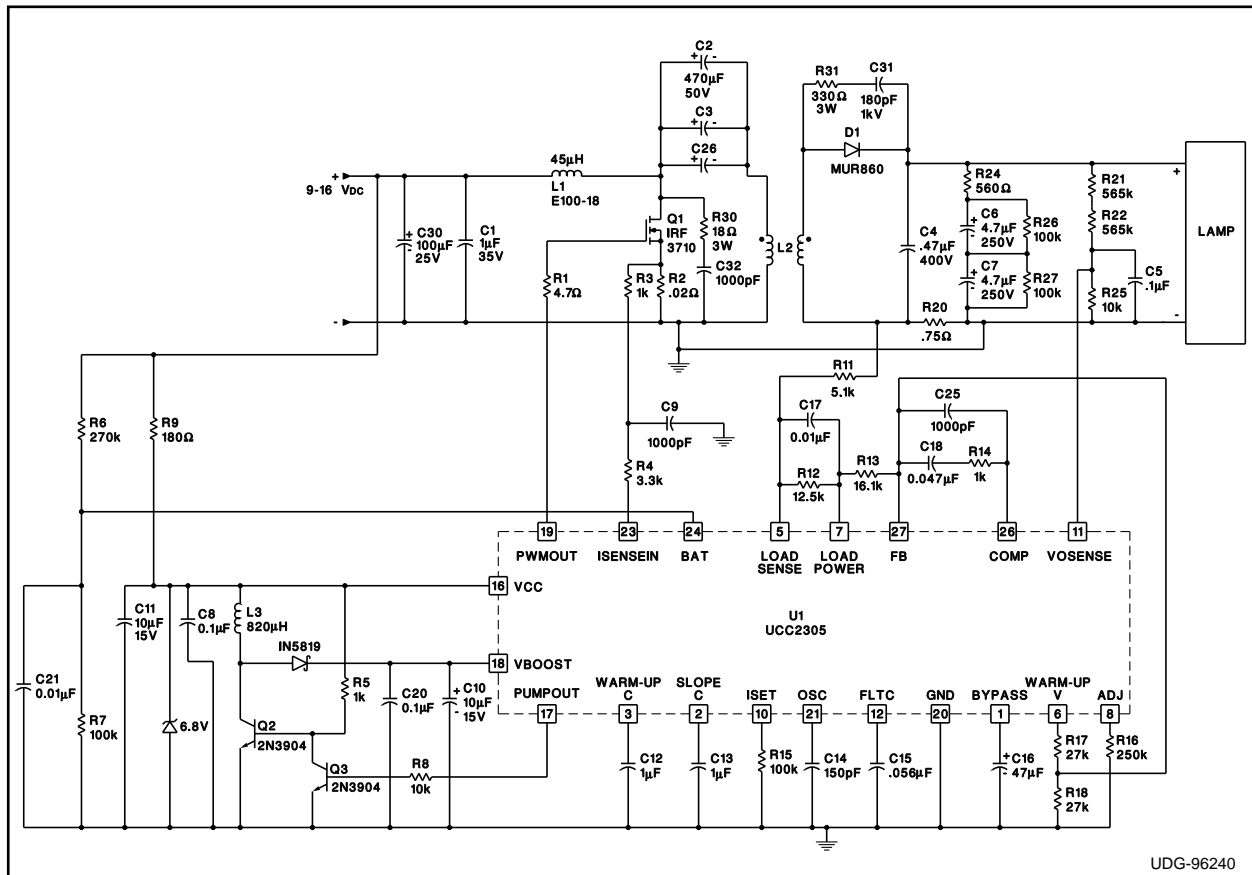 C2
+ -
470µF
50V
C3
+ -
C26
+ -
R31
330Ω
3W
C31
180pF
1kV
D1
MUR860
45µH
L1
E100-18
+
9-16 VDC
-
C30
+
-
100µF
25V
C1
1µF
35V
Q1
IRF
3710
R30
18Ω
3W
C32
1000pF
R1
4.7Ω
R3
1k
R2
.02Ω
L2
C4
.47µF
400V
R24
560Ω
C6
+
-
4.7µF
250V
C7
+
-
4.7µF
250V
R26
100k
R27
100k
R21
565k
R22
565k
R25
10k
C5
.1µF
R20
.75Ω
+
LAMP
-
R6
270k
R9
180Ω
C9
1000pF
R4
3.3k
R11
5.1k
C17
0.01µF
R12
12.5k
R13
16.1k
C25
1000pF
C18
0.047µF
R14
1k
19
PWMOUT
23
ISENSEIN
24
BAT
5
LOAD
SENSE
7
LOAD
POWER
27
FB
26
COMP
11
VOSENSE
16 VCC
U1
UCC2305
18 VBOOST
PUMPOUT
17
WARM-UP
C
3
SLOPE
C
2
ISET
10
OSC
21
FLTC
12
GND
20
BYPASS
1
WARM-UP
V
6
ADJ
8
C21
0.01µF
R7
100k
C11
10µF
15V
6.8V
C8
0.1µF
L3
820µH
IN5819
R5
1k
C20
0.1µF
C10
+
-
10µF
15V
Q2
2N3904
Q3
2N3904
R8
10k
C12
1µF
C13
1µF
R15
100k
C14
150pF
C15
.056µF
C16
+
-
47µF
R17
27k
R18
27k
R16
250k
UDG-96240